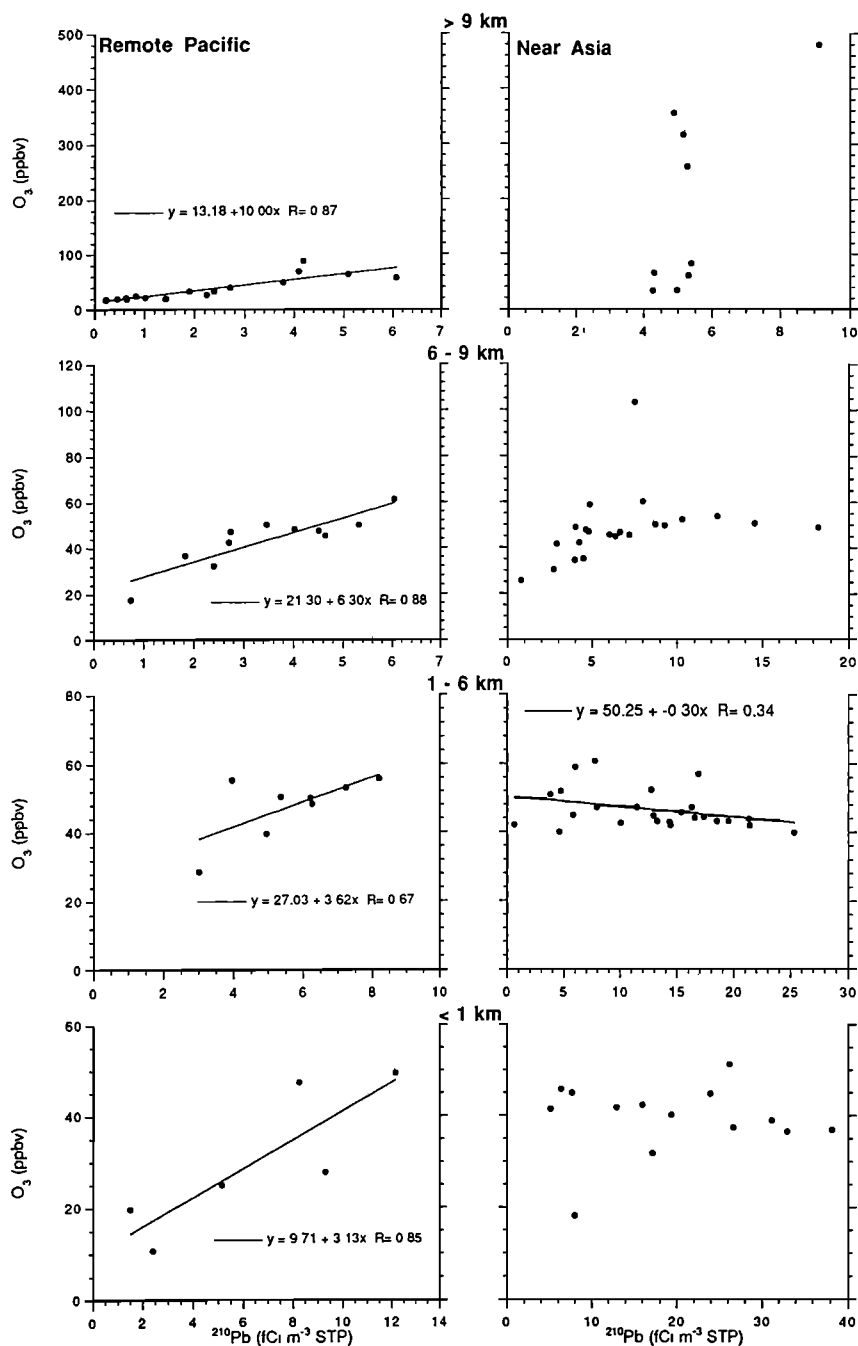 > 9 km
Remote Pacific
Near Asia
500
400
300
200
100
0
O3 (ppbv)
y = 13.18 +10 00x R= 0 87
0 1 2 3 4 5 6 7
0 2 4 6 8 10
6 - 9 km
120
100
80
60
40
20
0
O3 (ppbv)
y = 21 30 + 6 30x R= 0 88
0 1 2 3 4 5 6 7
0 5 10 15 20
1 - 6 km
80
60
40
20
0
O3 (ppbv)
y = 27.03 + 3 62x R= 0 67
y = 50.25 + -0 30x R= 0.34
0 2 4 6 8 10
0 5 10 15 20 25 30
< 1 km
60
40
20
0
O3 (ppbv)
y = 9 71 + 3 13x R= 0 85
0 2 4 6 8 10 12 14
0 10 20 30 40
210Pb (fCi m-3 STP)
210Pb (fCi m-3 STP)